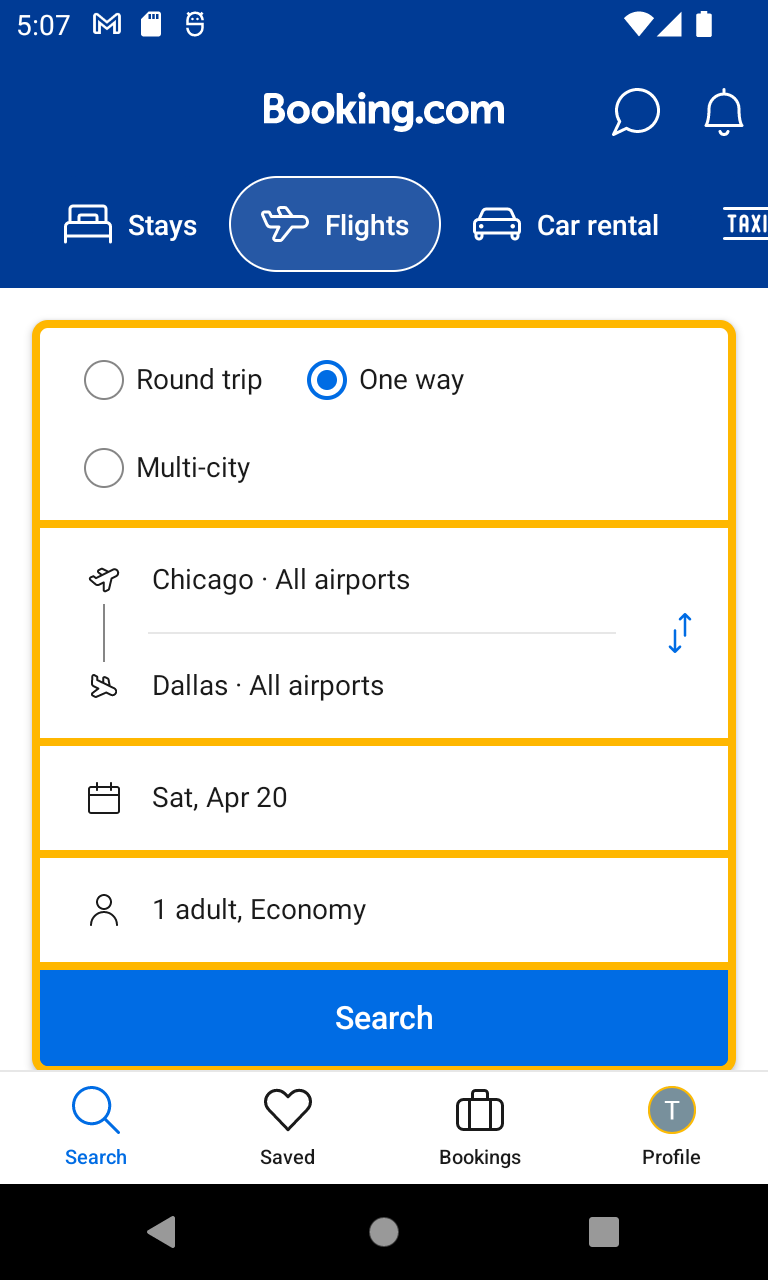 5:07
Booking.com
Stays
Flights
Car rental
TAXI
Round trip
One way
Multi-city
Chicago · All airports
Dallas · All airports
Sat, Apr 20
1 adult, Economy
Search
Search
Saved
Bookings
T
Profile